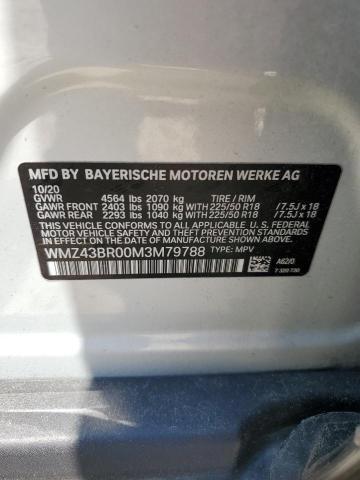 MFD BY BAYERISCHE MOTOREN WERKE AG
10/20
GVWR 4564 lbs 2070 kg TIRE / RIM
GAWR FRONT 2403 lbs 1090 kg WITH 225/50 R18 /7.5J x 18
GAWR REAR 2293 lbs 1040 kg WITH 225/50 R18 /7.5J x 18
THIS VEHICLE CONFORMS TO ALL APPLICABLE
U. S. FEDERAL MOTOR VEHICLE SAFETY, BUMPER,
AND THEFT PREVENTION STANDARDS IN EFFECT
ON THE DATE OF MANUFACTURE SHOWN ABOVE.
WMZ43BR00M3M79788 TYPE: MPV